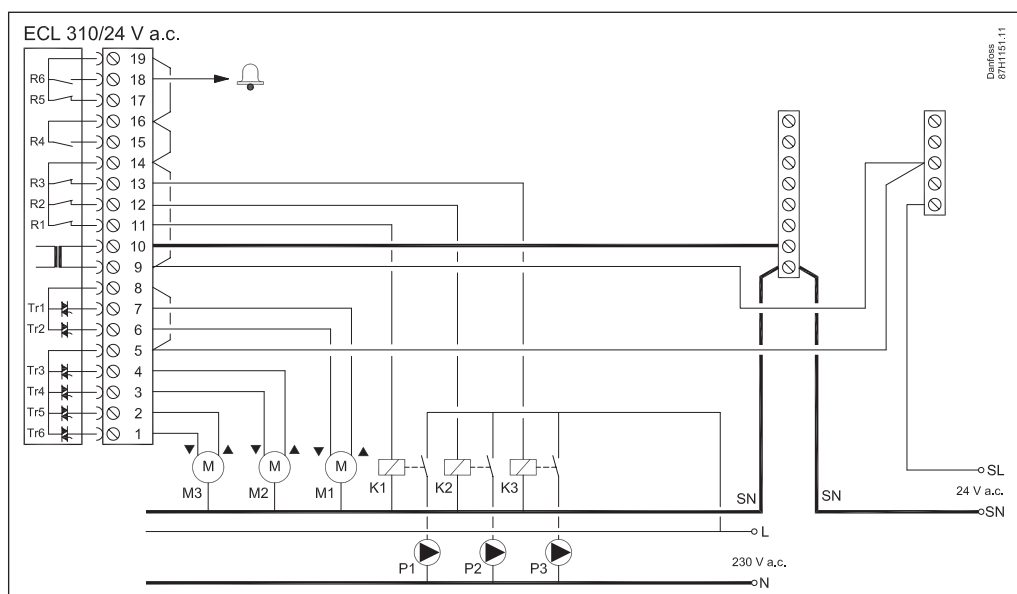 ECL 310/24 V a.c.
Danfoss
87H1151.11
R6
R5
R4
R3
R2
R1
Tr1
Tr2
Tr3
Tr4
Tr5
Tr6
19
18
17
16
15
14
13
12
11
10
9
8
7
6
5
4
3
2
1
M M M
M3 M2 M1 K1 K2 K3
SN SN
SL
24 V a.c.
SN
L
P1 P2 P3
230 V a.c.
N